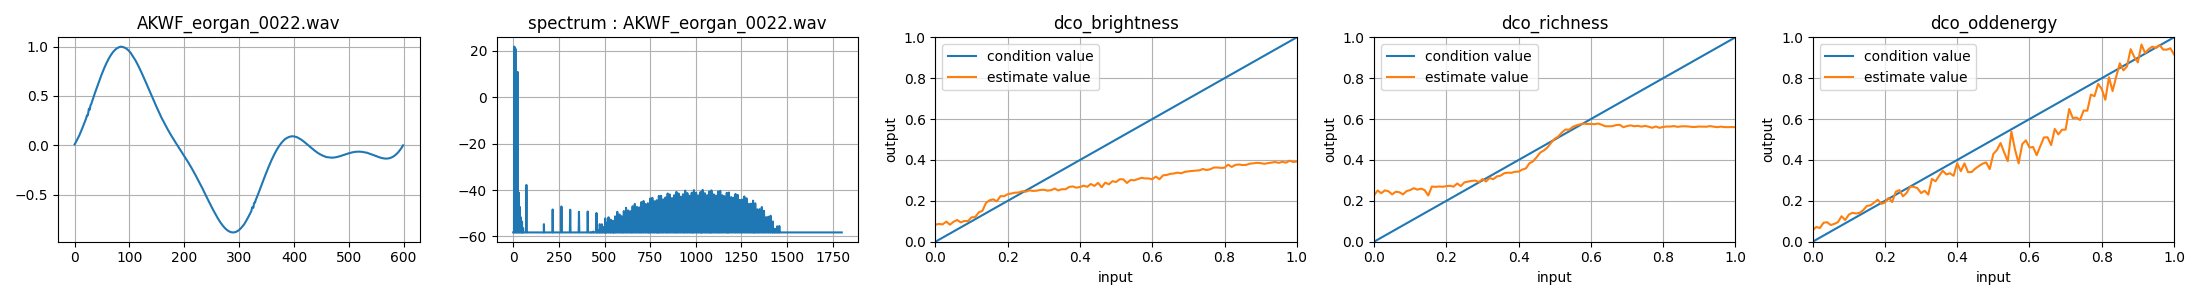 AKWF_eorgan_0022.wav
1.0
0.5
0.0
−0.5
0 100 200 300 400 500 600
spectrum : AKWF_eorgan_0022.wav
20
0
−20
−40
−60
0 250 500 750 1000 1250 1500 1750
dco_brightness
condition value
estimate value
output
1.0
0.8
0.6
0.4
0.2
0.0
0.0 0.2 0.4 0.6 0.8 1.0
input
dco_richness
condition value
estimate value
output
1.0
0.8
0.6
0.4
0.2
0.0
0.0 0.2 0.4 0.6 0.8 1.0
input
dco_oddenergy
condition value
estimate value
output
1.0
0.8
0.6
0.4
0.2
0.0
0.0 0.2 0.4 0.6 0.8 1.0
input